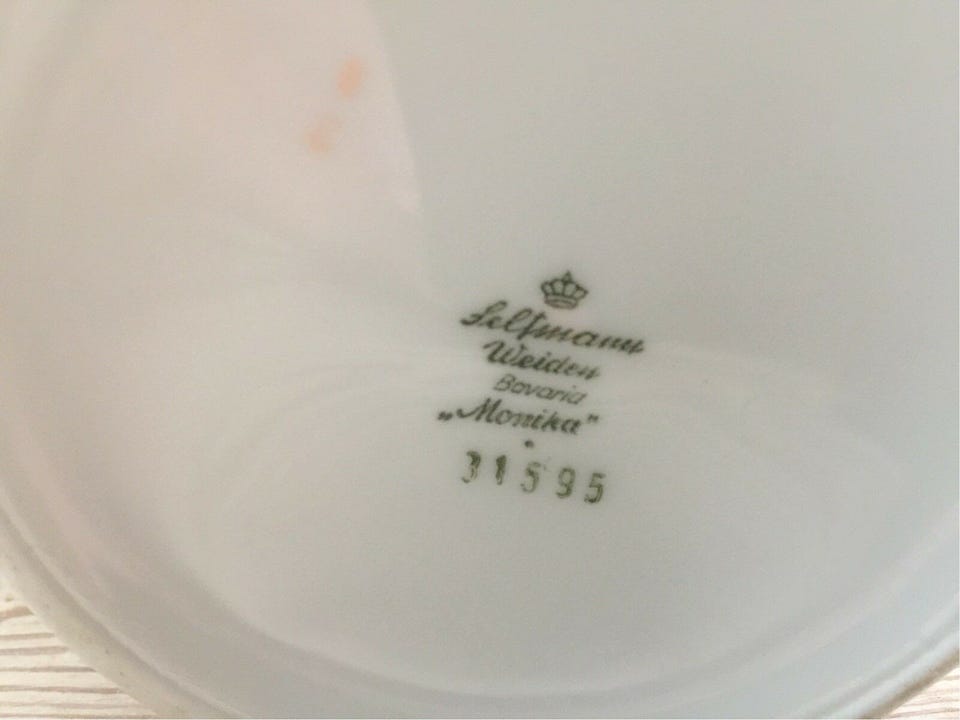 Seltmann
Weiden
Bavaria
„Monika”
31595